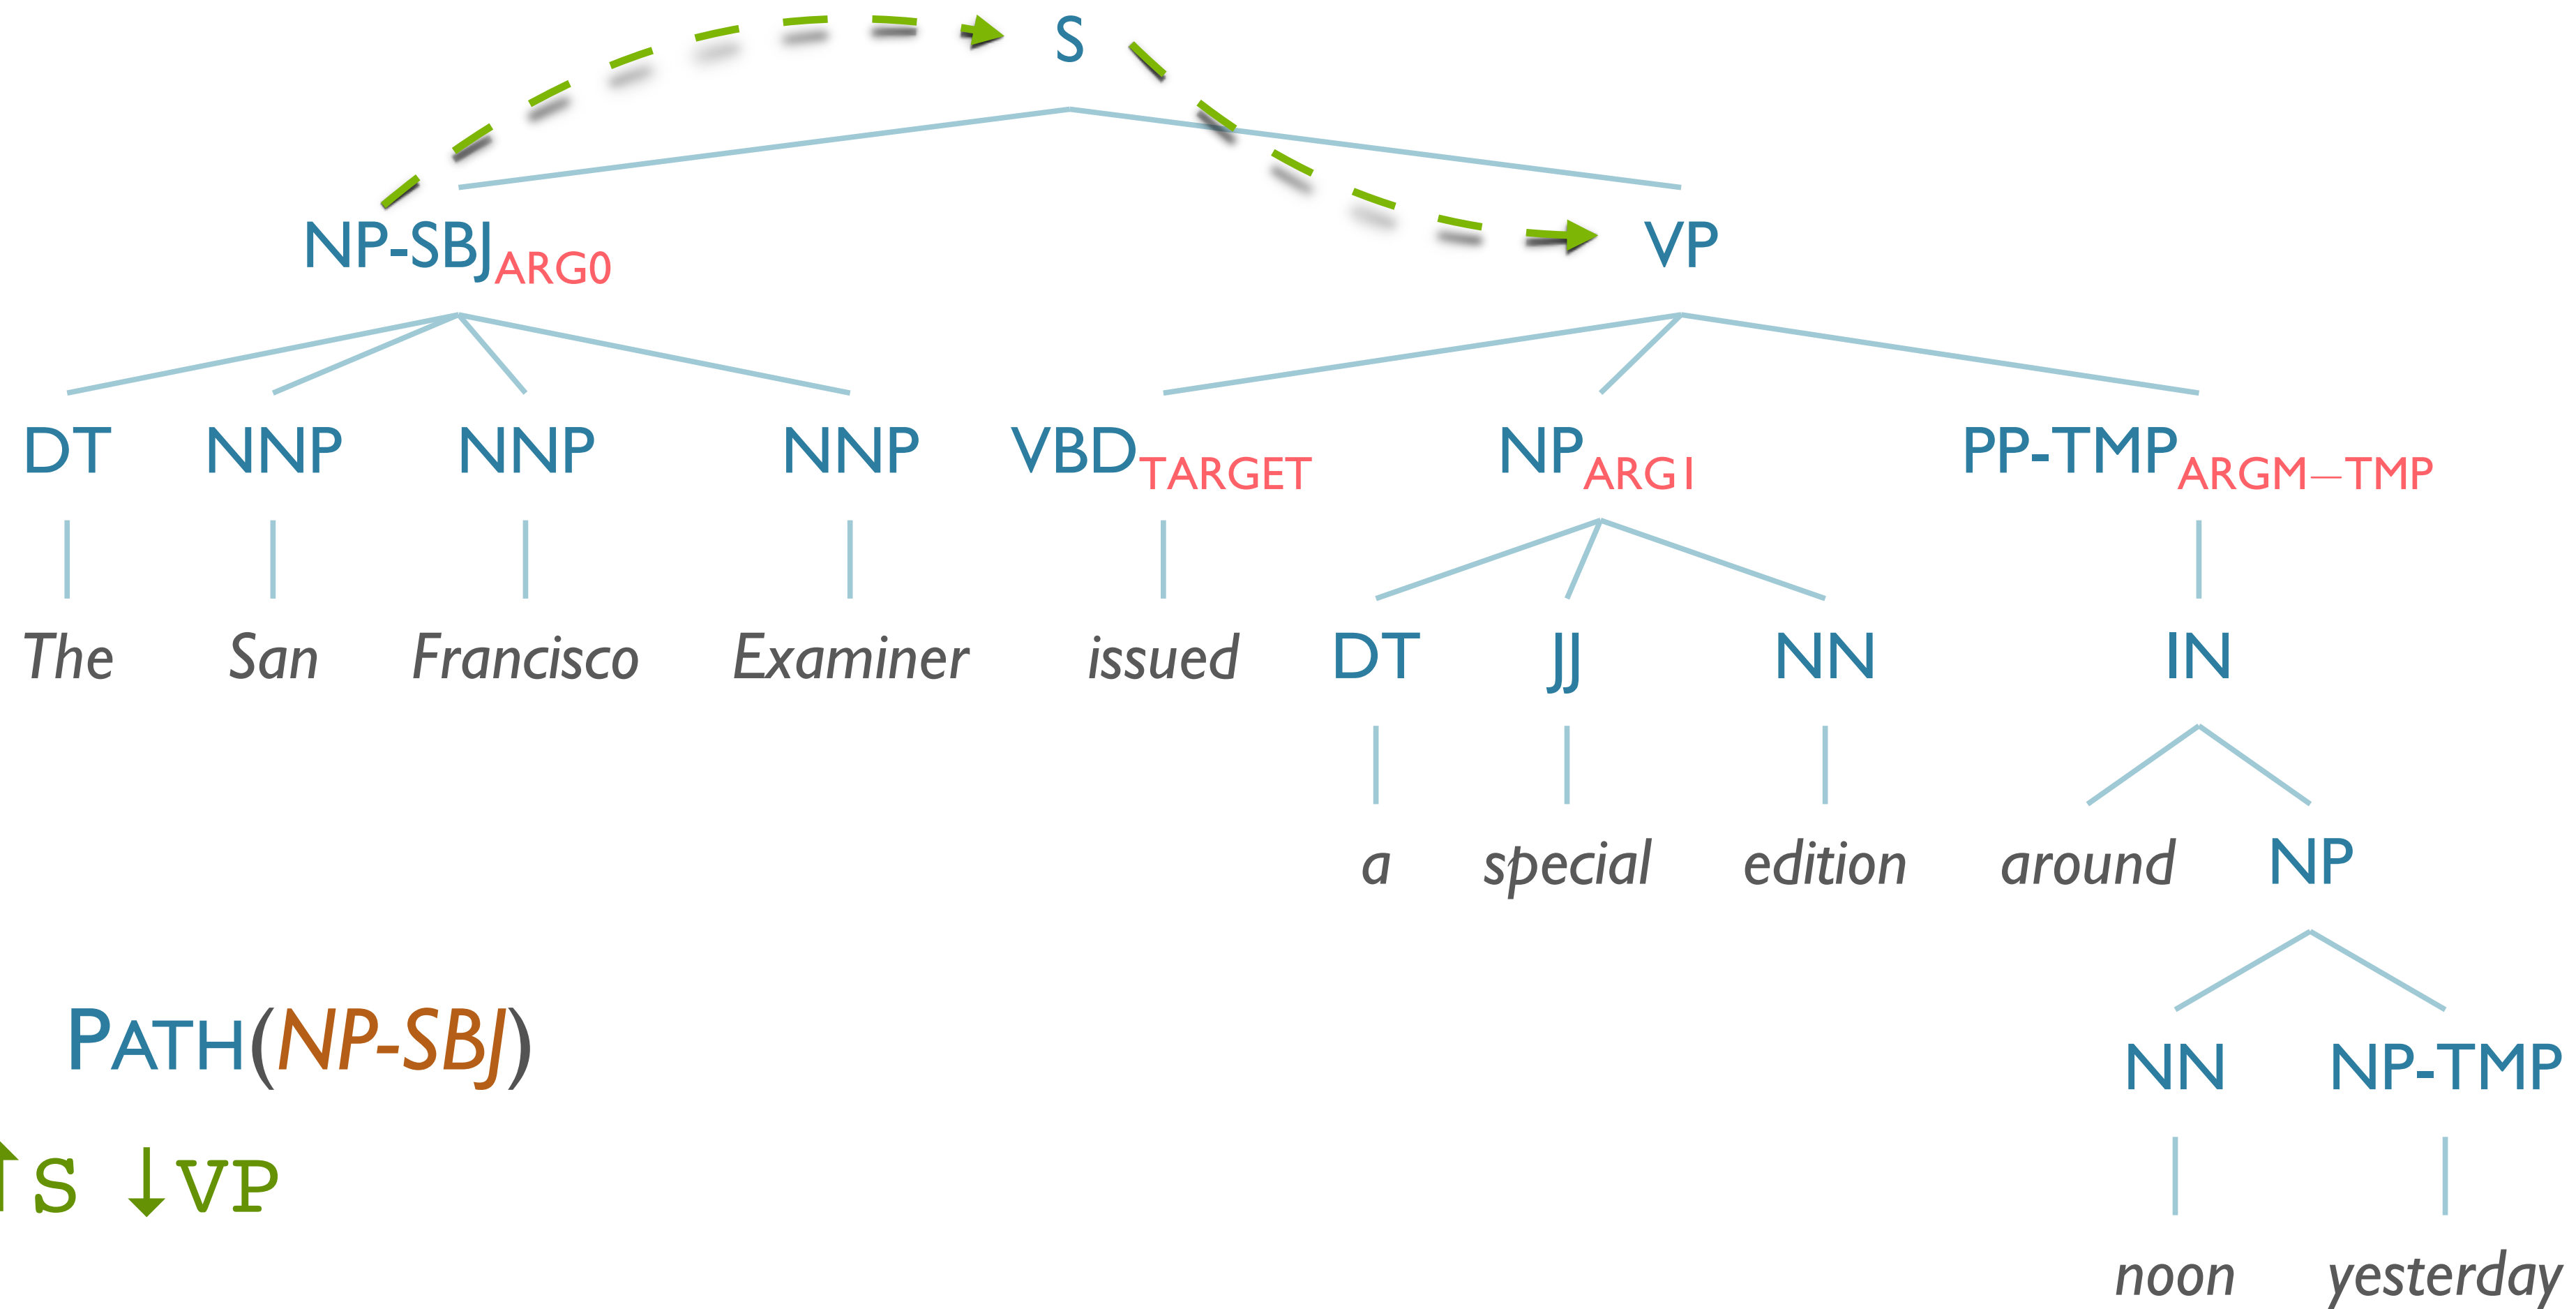 S
NP-SBJ ARG0 VP
DT NNP NNP NNP VBD TARGET NP ARG1 PP-TMP ARGM–TMP
The San Francisco Examiner issued DT JJ NN IN
a special edition around NP
PATH(NP-SBJ) NN NP-TMP
↑S ↓VP
noon yesterday